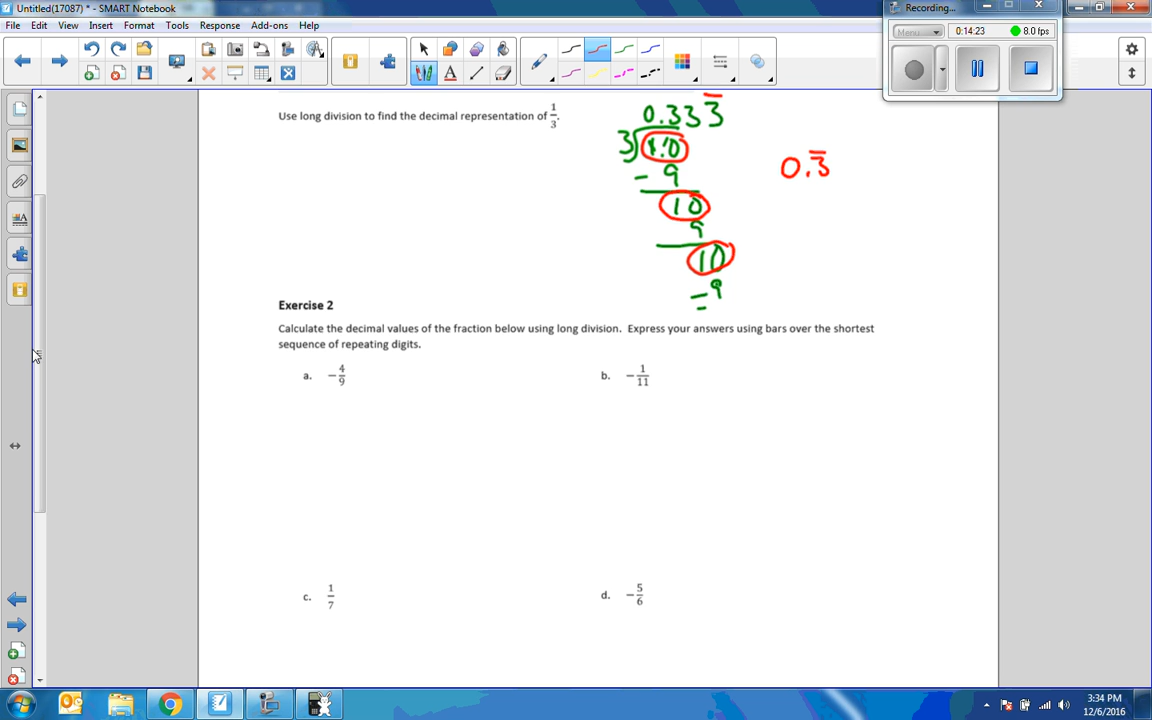 Untitled(17087) * - SMART Notebook
Recording...
File Edit View Insert Format Tools Response Add-ons Help
Menu 0:14:23 8.0 fps
Use long division to find the decimal representation of 1/3.
0.333̅
3 1.0
- 9
10
9
10
- 9
0.3̅
Exercise 2
Calculate the decimal values of the fraction below using long division. Express your answers using bars over the shortest
sequence of repeating digits.
a. -4/9 b. -1/11
c. 1/7 d. -5/6
3:34 PM
12/6/2016